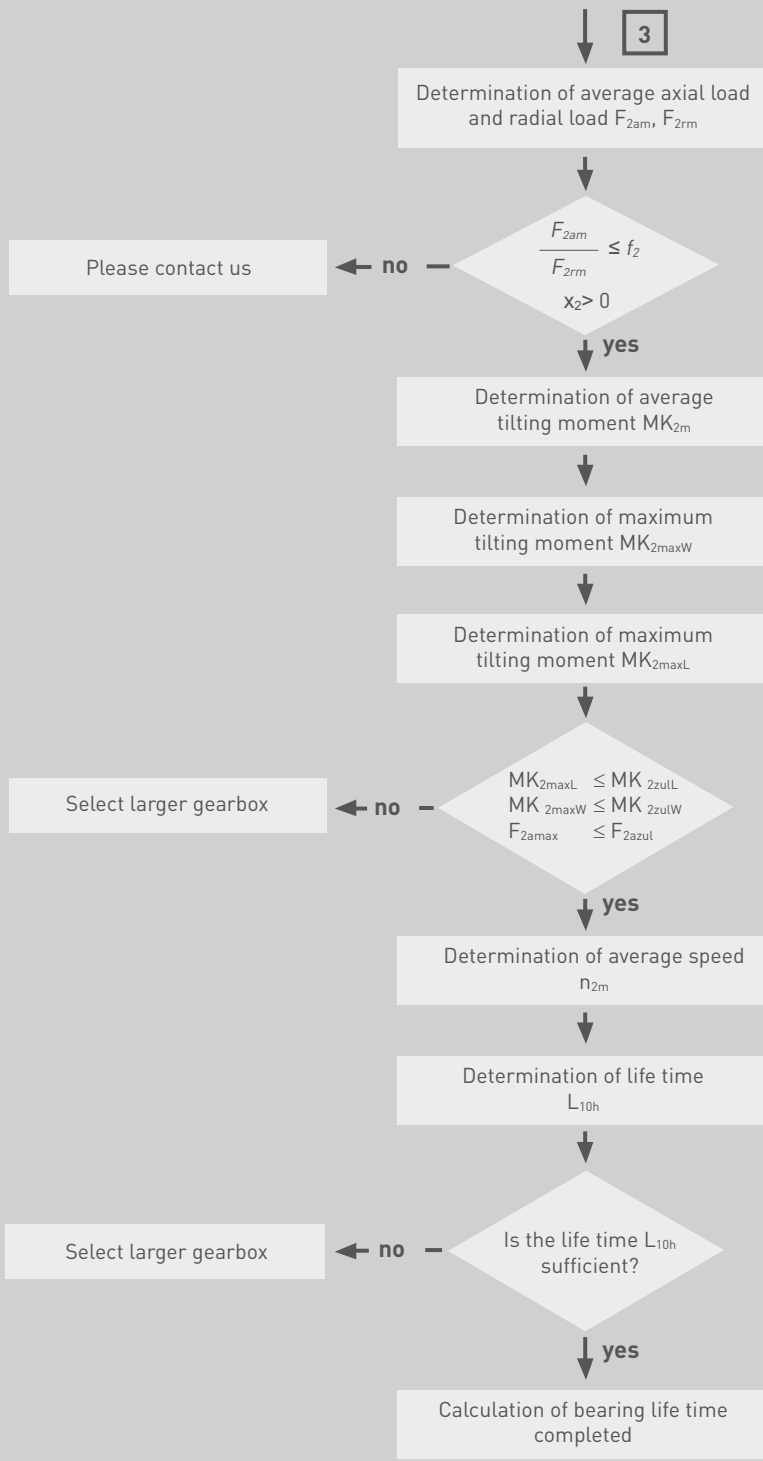 3
Determination of average axial load
and radial load F₂ₐₘ, F₂ᵣₘ
F₂ₐₘ
F₂ᵣₘ
≤ f₂
x₂> 0
Please contact us
no
yes
Determination of average
tilting moment MK₂ₘ
Determination of maximum
tilting moment MK2maxW
Determination of maximum
tilting moment MK2maxL
MK2maxL ≤ MK 2zulL
MK 2maxW ≤ MK 2zulW
F2amax ≤ F2azul
Select larger gearbox
no
yes
Determination of average speed
n₂ₘ
Determination of life time
L₁₀ₕ
Is the life time L₁₀ₕ
sufficient?
Select larger gearbox
no
yes
Calculation of bearing life time
completed